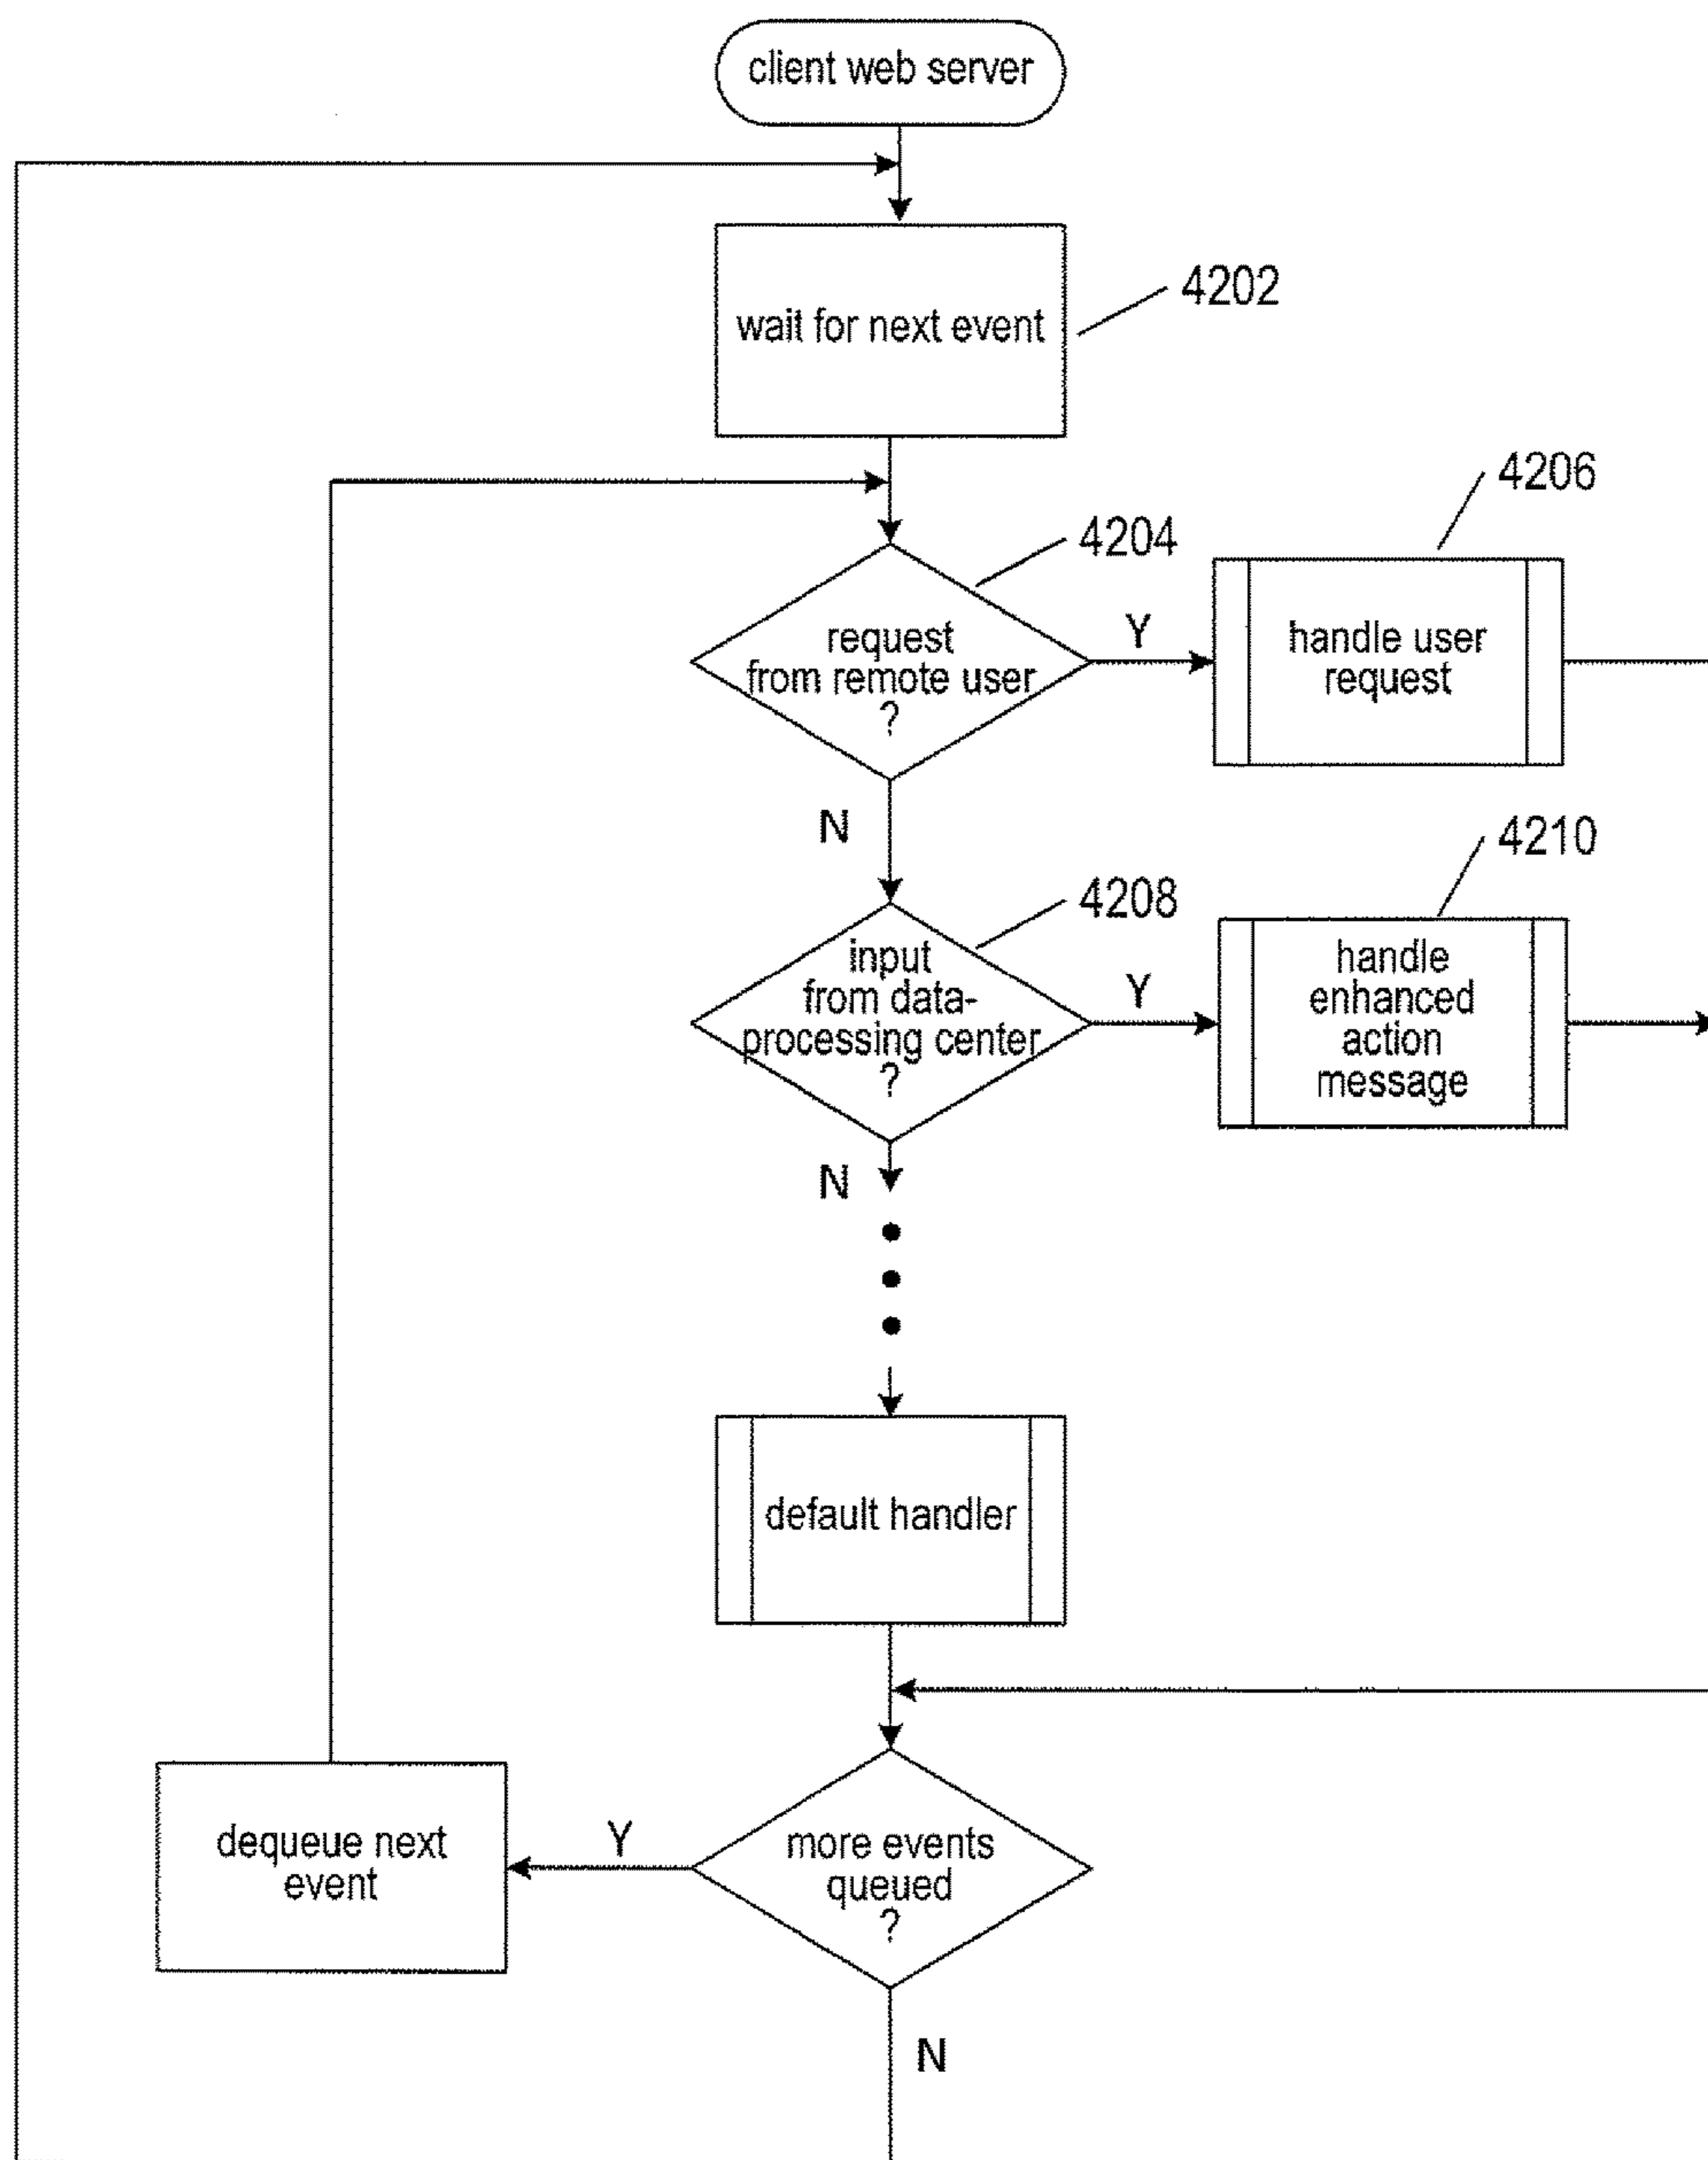 client web server
wait for next event
4202
4204
request
from remote user
?
Y
4206
handle user
request
N
4208
input
from data-
processing center
?
Y
4210
handle
enhanced
action
message
N
default handler
more events
queued
?
Y
dequeue next
event
N